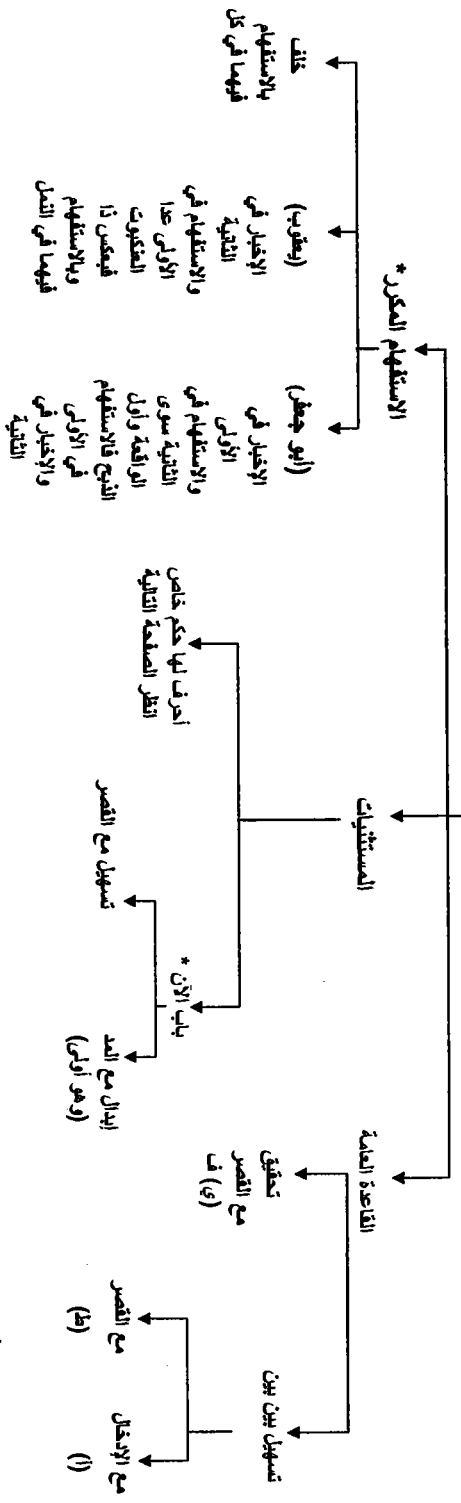 القاعدة العامة
تحقيق
مع القصر
(ي) ف
تسهيل بين بين
مع القصر
(ط)
مع الإدخال
(أ)
المستثنيات
أحرف لها حكم خاص
انظر الصفحة التالية
باب الآن *
تسهيل مع القصر
إبدال مع المد
(وهو أولى)
الاستفهام المكرر *
خلف
بالاستفهام
فيهما في كل
(يعقوب)
الإخبار في
الثانية
والاستفهام في
الأولى عدا
العنكبوت
فبعكس ذا
وبالاستفهام
فيهما في النمل
(أبو جعفر)
الإخبار في
الأولى
والاستفهام في
الثانية سوى
الواقعة وأول
الذبح فالاستفهام
في الأولى
والإخبار في
الثانية